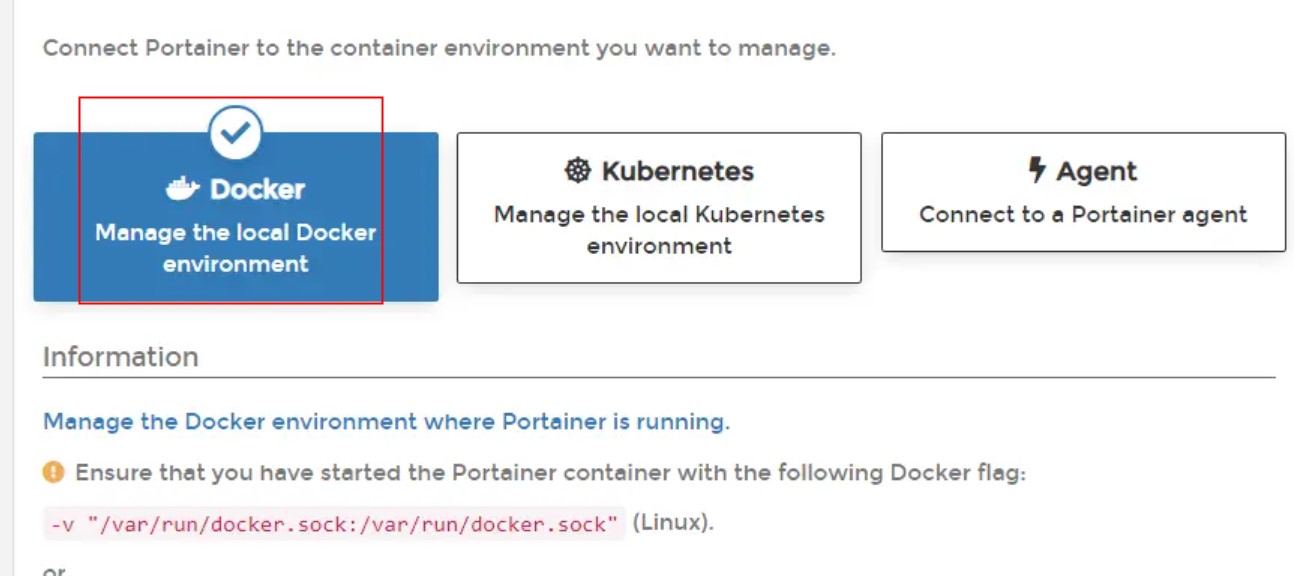 Connect Portainer to the container environment you want to manage.
Docker
Manage the local Docker
environment
Kubernetes
Manage the local Kubernetes
environment
Agent
Connect to a Portainer agent
Information
Manage the Docker environment where Portainer is running.
Ensure that you have started the Portainer container with the following Docker flag:
-v "/var/run/docker.sock:/var/run/docker.sock" (Linux).
or